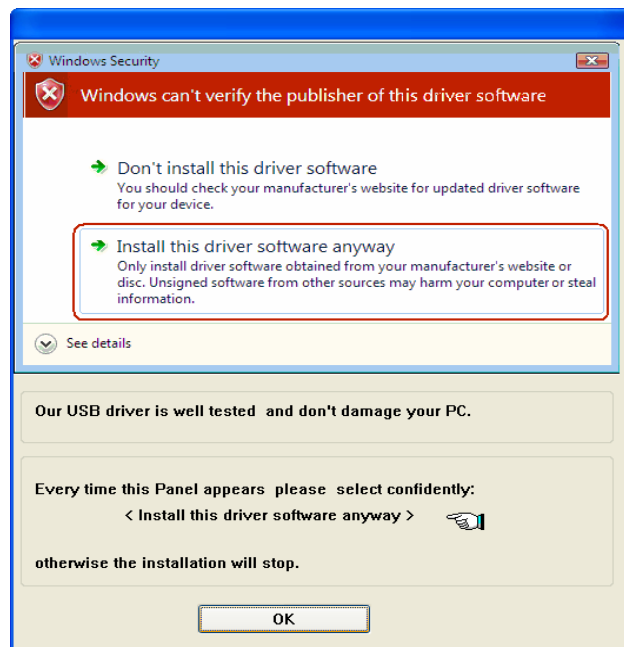 Windows Security
Windows can't verify the publisher of this driver software
Don't install this driver software
You should check your manufacturer's website for updated driver software
for your device.
Install this driver software anyway
Only install driver software obtained from your manufacturer's website or
disc. Unsigned software from other sources may harm your computer or steal
information.
See details
Our USB driver is well tested  and don't damage your PC.
Every time this Panel appears  please  select confidently:
< Install this driver software anyway >
otherwise the installation will stop.
OK